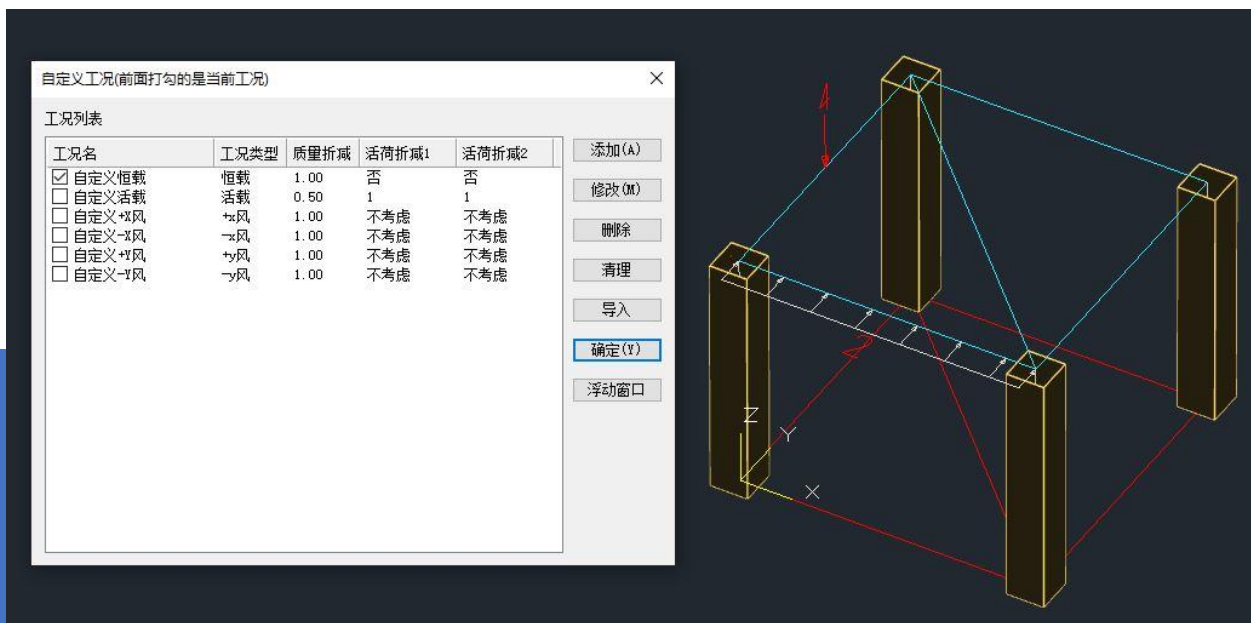 自定义工况(前面打勾的是当前工况)
工况列表
工况名 工况类型 质量折减 活荷折减1 活荷折减2
自定义恒载 恒载 1.00 否 否
自定义活载 活载 0.50 1 1
自定义+X风 +x风 1.00 不考虑 不考虑
自定义-X风 -x风 1.00 不考虑 不考虑
自定义+Y风 +y风 1.00 不考虑 不考虑
自定义-Y风 -y风 1.00 不考虑 不考虑
添加(A)
修改(M)
删除
清理
导入
确定(Y)
浮动窗口
Z
Y
X